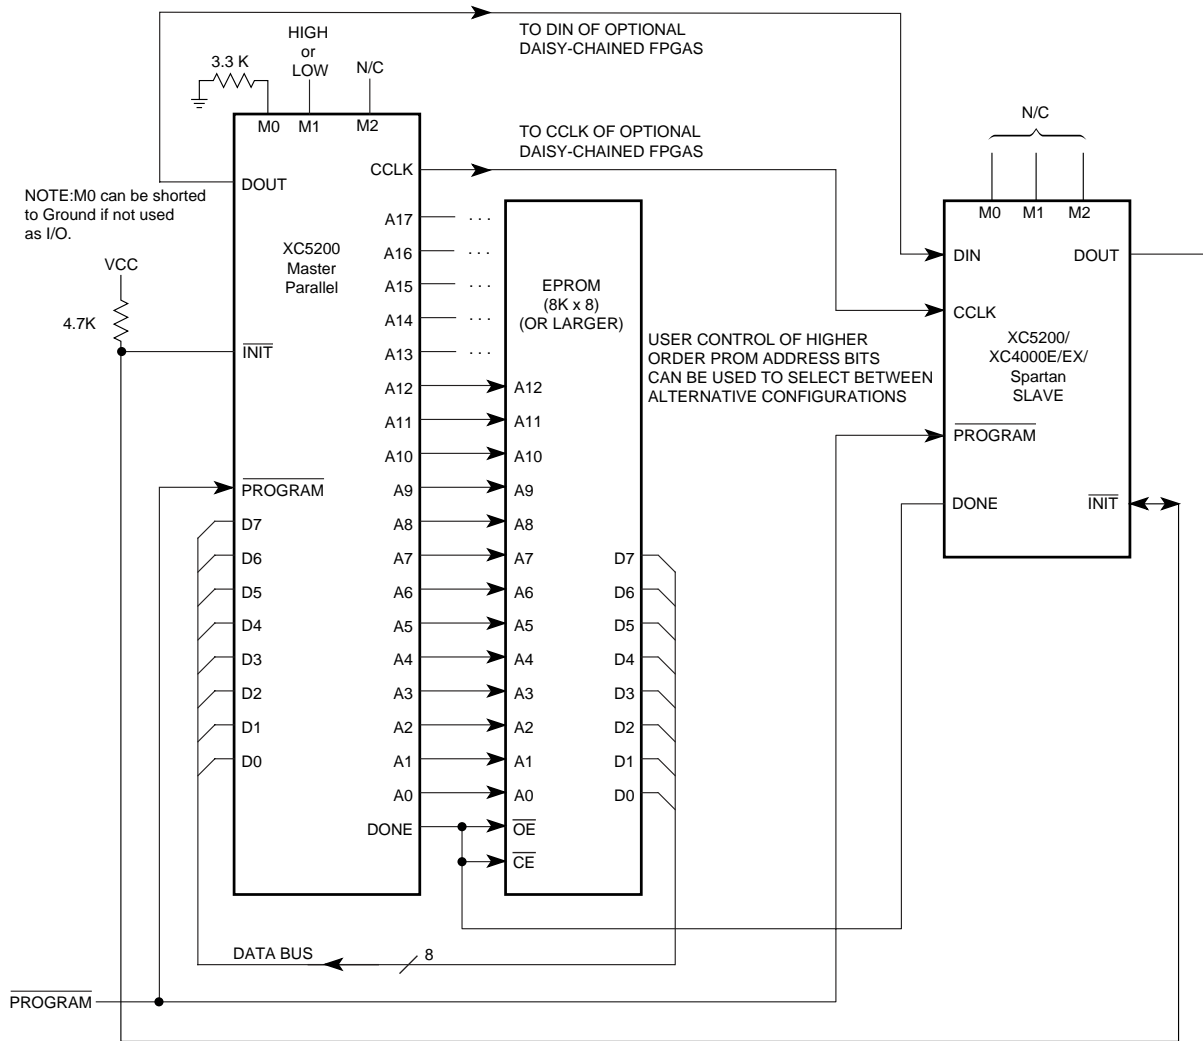 TO DIN OF OPTIONAL
DAISY-CHAINED FPGAS
HIGH
or
LOW
3.3 K
N/C
M0 M1 M2
TO CCLK OF OPTIONAL
DAISY-CHAINED FPGAS
N/C
M0 M1 M2
NOTE:M0 can be shorted
to Ground if not used
as I/O.
VCC
4.7K
DOUT
CCLK
XC5200
Master
Parallel
INIT
PROGRAM
D7
D6
D5
D4
D3
D2
D1
D0
A17 ...
A16 ...
A15 ...
A14 ...
A13 ...
A12
A11
A10
A9
A8
A7
A6
A5
A4
A3
A2
A1
A0
DONE
EPROM
(8K x 8)
(OR LARGER)
A12
A11
A10
A9
A8
A7
A6
A5
A4
A3
A2
A1
A0
OE
CE
D7
D6
D5
D4
D3
D2
D1
D0
USER CONTROL OF HIGHER
ORDER PROM ADDRESS BITS
CAN BE USED TO SELECT BETWEEN
ALTERNATIVE CONFIGURATIONS
DIN
DOUT
CCLK
XC5200/
XC4000E/EX/
Spartan
SLAVE
PROGRAM
DONE
INIT
DATA BUS
8
PROGRAM